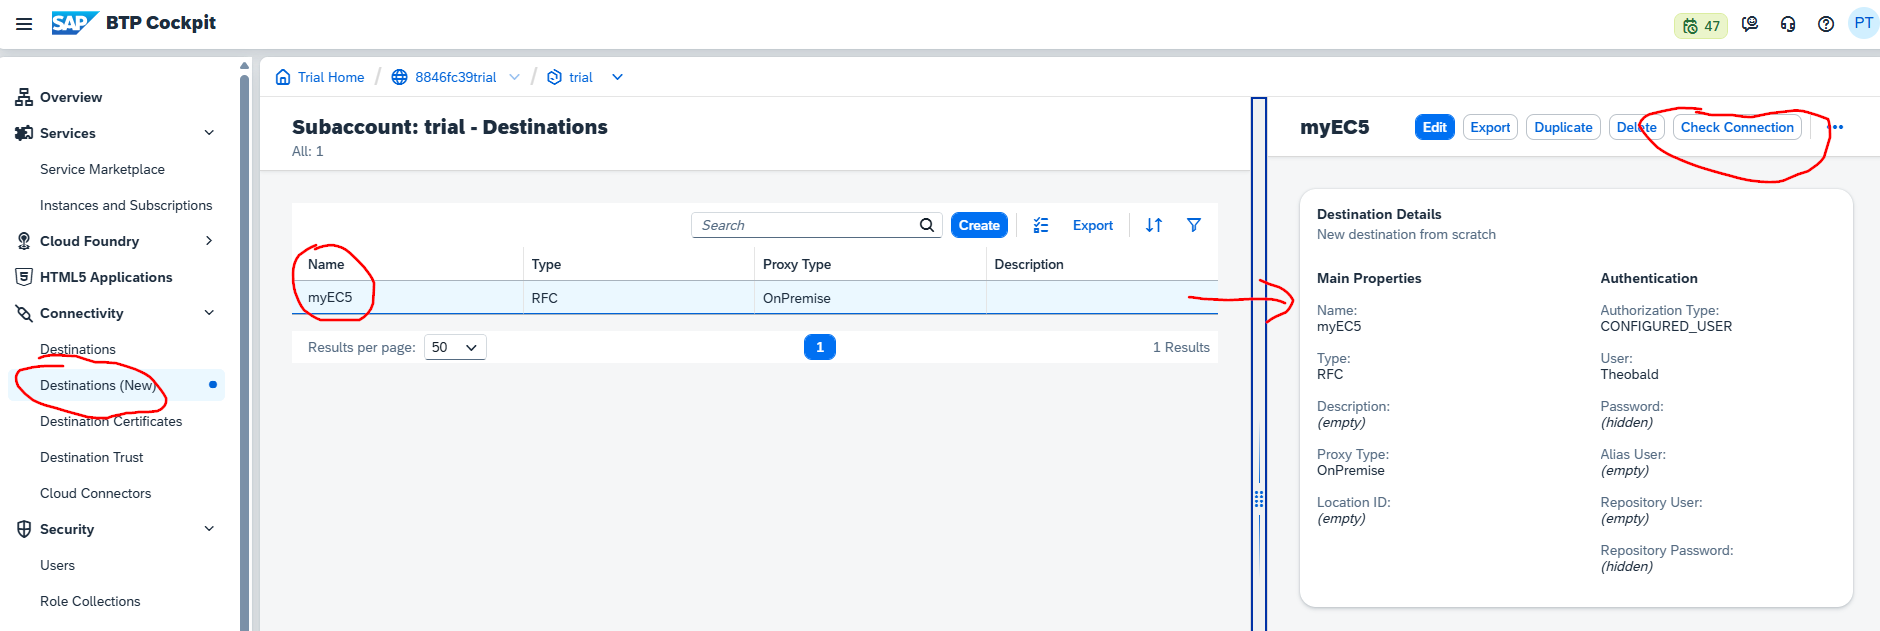 SAP BTP Cockpit
47
PT
Overview
Services
Service Marketplace
Instances and Subscriptions
Cloud Foundry
HTML5 Applications
Connectivity
Destinations
Destinations (New)
Destination Certificates
Destination Trust
Cloud Connectors
Security
Users
Role Collections
Trial Home / 8846fc39trial / trial
Subaccount: trial - Destinations
All: 1
Search Create Export
Name Type Proxy Type Description
myEC5 RFC OnPremise
Results per page: 50 1 1 Results
myEC5 Edit Export Duplicate Delete Check Connection
Destination Details
New destination from scratch
Main Properties
Name:
myEC5
Type:
RFC
Description:
(empty)
Proxy Type:
OnPremise
Location ID:
(empty)
Authentication
Authorization Type:
CONFIGURED_USER
User:
Theobald
Password:
(hidden)
Alias User:
(empty)
Repository User:
(empty)
Repository Password:
(hidden)